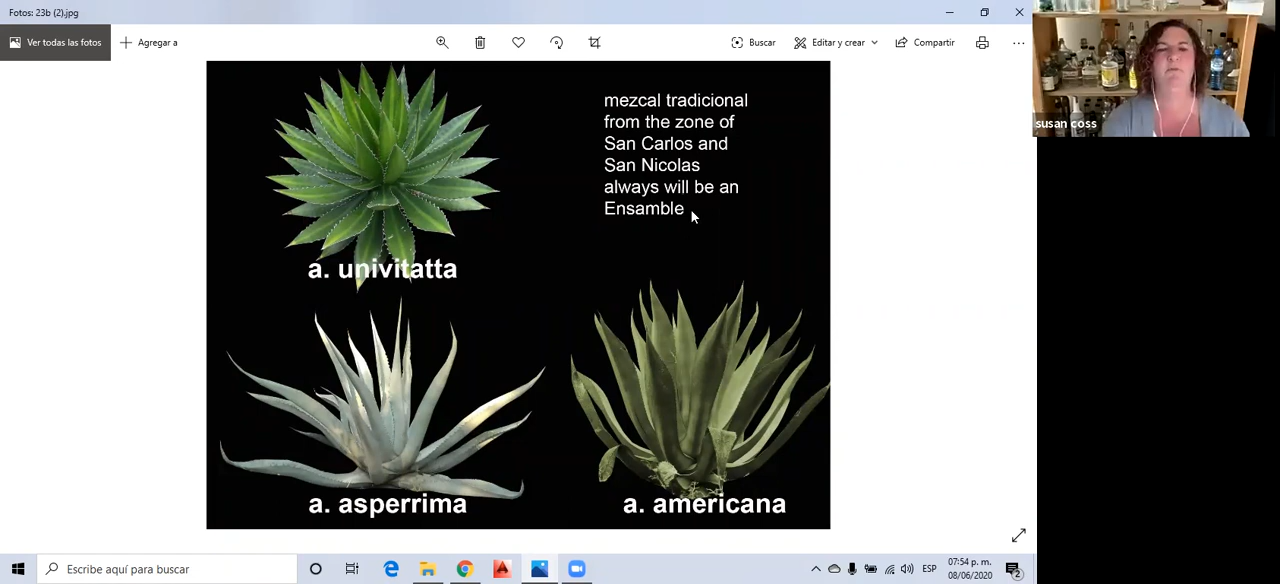 Fotos: 23b (2).jpg
Ver todas las fotos
Agregar a
Buscar
Editar y crear
Compartir
susan coss
mezcal tradicional
from the zone of
San Carlos and
San Nicolas
always will be an
Ensamble
a. univitatta
a. asperrima
a. americana
Escribe aquí para buscar
ESP
07:54 p. m.
08/06/2020
2